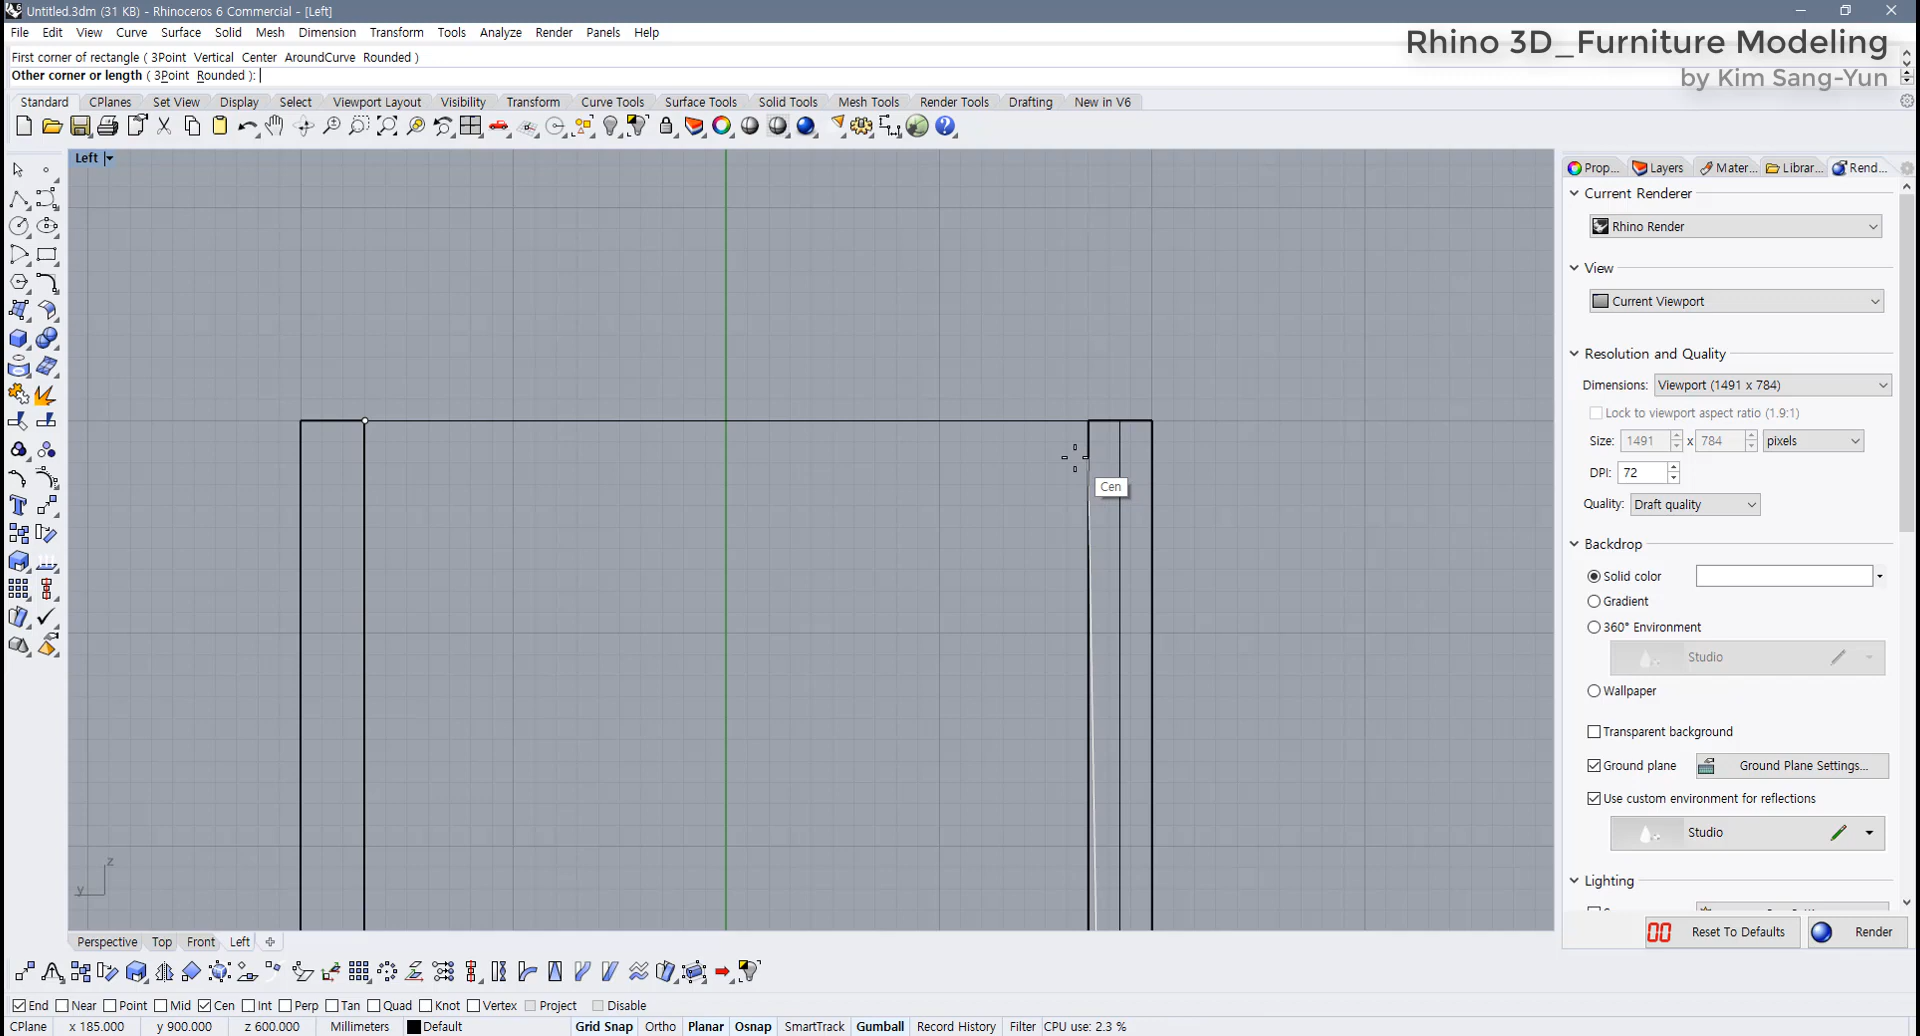 Untitled.3dm (31 KB) - Rhinoceros 6 Commercial - [Left]
File Edit View Curve Surface Solid Mesh Dimension Transform Tools Analyze Render Panels Help
Rhino 3D_Furniture Modeling
by Kim Sang-Yun
First corner of rectangle ( 3Point Vertical Center AroundCurve Rounded )
Other corner or length ( 3Point Rounded ):
Standard CPlanes Set View Display Select Viewport Layout Visibility Transform Curve Tools Surface Tools Solid Tools Mesh Tools Render Tools Drafting New in V6
Left
Prop... Layers Mater... Librar... Rend...
Current Renderer
Rhino Render
View
Current Viewport
Resolution and Quality
Dimensions: Viewport (1491 x 784)
Lock to viewport aspect ratio (1.9:1)
Size: 1491 x 784 pixels
DPI: 72
Quality: Draft quality
Cen
Backdrop
Solid color
Gradient
360° Environment
Studio
Wallpaper
Transparent background
Ground plane Ground Plane Settings...
Use custom environment for reflections
Studio
Lighting
z
y
Reset To Defaults Render
Perspective Top Front Left
End Near Point Mid Cen Int Perp Tan Quad Knot Vertex Project Disable
CPlane x 185.000 y 900.000 z 600.000 Millimeters Default Grid Snap Ortho Planar Osnap SmartTrack Gumball Record History Filter CPU use: 2.3 %